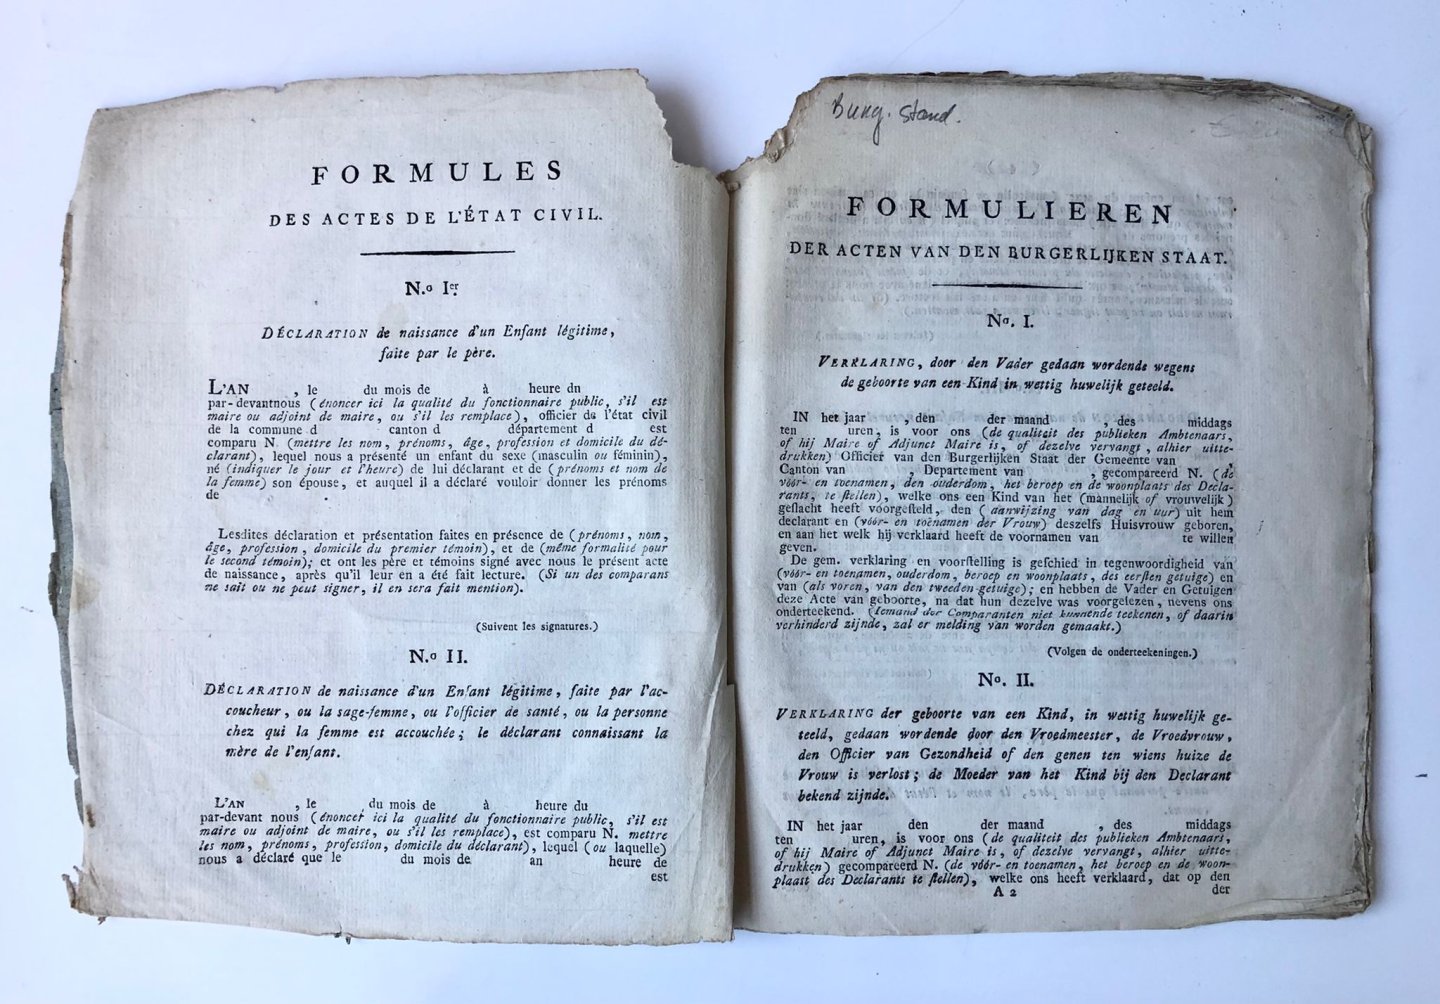 FORMULES
DES ACTES DE L'ÉTAT CIVIL.
N.o Ier.
DÉCLARATION de naissance d'un Enfant légitime,
faite par le père.
L'AN , le du mois de à heure du
par-devantnous (énoncer ici la qualité du fonctionnaire public, s'il est
maire ou adjoint de maire, ou s'il les remplace), officier de l'état civil
de la commune d canton d département d est
comparu N. (mettre les nom, prénoms, âge, profession et domicile du dé-
clarant), lequel nous a présenté un enfant du sexe (masculin ou féminin),
né (indiquer le jour et l'heure) de lui déclarant et de (prénoms et nom de
la femme) son épouse, et auquel il a déclaré vouloir donner les prénoms
de
Lesdites déclaration et présentation faites en présence de (prénoms, nom,
âge, profession, domicile du premier témoin), et de (même formalité pour
le second témoin); et ont les père et témoins signé avec nous le présent acte
de naissance, après qu'il leur en a été fait lecture. (Si un des comparans
ne sait ou ne peut signer, il en sera fait mention).
(Suivent les signatures.)
N.o II.
DÉCLARATION de naissance d'un Enfant légitime, faite par l'ac-
coucheur, ou la sage-femme, ou l'officier de santé, ou la personne
chez qui la femme est accouchée; le déclarant connaissant la
mère de l'enfant.
L'AN , le du mois de à heure du
par-devant nous (énoncer ici la qualité du fonctionnaire public, s'il est
maire ou adjoint de maire, ou s'il les remplace), est comparu N. mettre
les nom, prénoms, profession, domicile du déclarant), lequel (ou laquelle)
nous a déclaré que le du mois de an heure de
est
Burg. Stand.
FORMULIEREN
DER ACTEN VAN DEN BURGERLIJKEN STAAT.
No. I.
VERKLARING, door den Vader gedaan wordende wegens
de geboorte van een Kind in wettig huwelijk geteeld.
IN het jaar , den der maand , des middags
ten uren, is voor ons (de qualiteit des publieken Ambtenaars,
of hij Maire of Adjunct Maire is, of dezelve vervangt, alhier uitte-
drukken) Officier van den Burgerlijken Staat der Gemeente van ,
Canton van , Departement van , gecompareerd N. (de
vóór- en toenamen, den ouderdom, het beroep en de woonplaats des Decla-
rants, te stellen), welke ons een Kind van het (mannelijk of vrouwelijk)
geslacht heeft voorgesteld, den (aanwijzing van dag en uur) uit hem
declarant en (vóór- en toenamen der Vrouw) deszelfs Huisvrouw geboren,
en aan het welk hij verklaard heeft de voornamen van te willen
geven.
De gem. verklaring en voorstelling is geschied in tegenwoordigheid van
(vóór- en toenamen, ouderdom, beroep en woonplaats, des eersten getuige) en
van (als voren, van den tweeden getuige); en hebben de Vader en Getuigen
deze Acte van geboorte, na dat hun dezelve was voorgelezen, nevens ons
onderteekend. (Iemand der Comparanten niet kunnende teekenen, of daarin
verhinderd zijnde, zal er melding van worden gemaakt.)
(Volgen de onderteekeningen.)
No. II.
VERKLARING der geboorte van een Kind, in wettig huwelijk ge-
teeld, gedaan wordende door den Vroedmeester, de Vroedvrouw,
den Officier van Gezondheid of den genen ten wiens huize de
Vrouw is verlost; de Moeder van het Kind bij den Declarant
bekend zijnde.
IN het jaar den der maand , des middags
ten uren, is voor ons (de qualiteit des publieken Ambtenaars,
of hij Maire of Adjunct Maire is, of dezelve vervangt, alhier uitte-
drukken) gecompareerd N. (de vóór- en toenamen, het beroep en de woon-
plaats des Declarants te stellen), welke ons heeft verklaard, dat op den
A 2 der